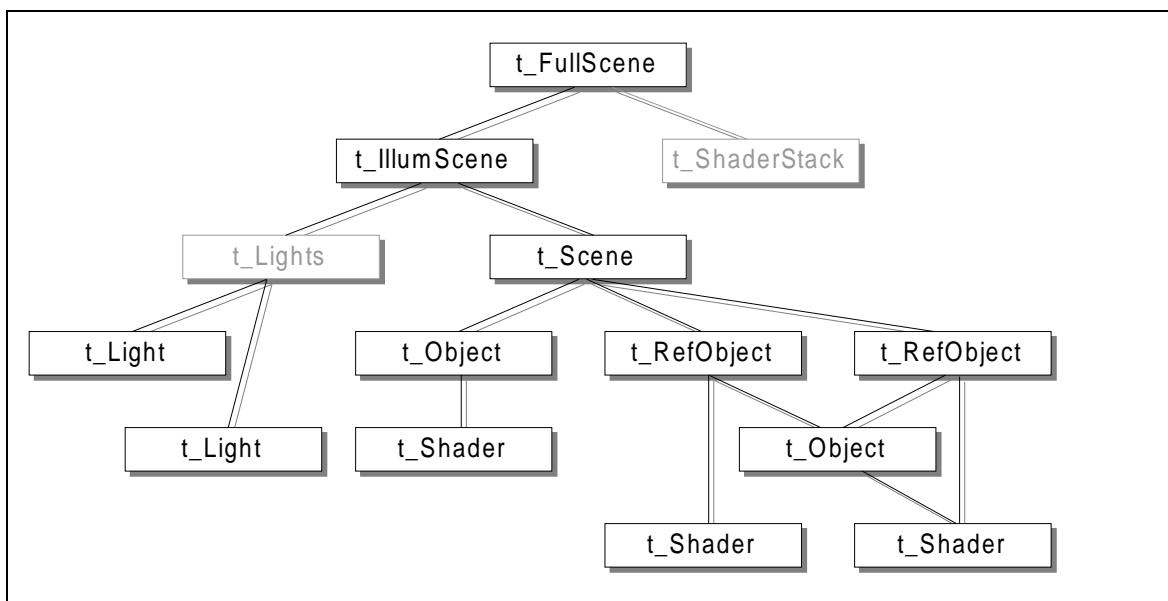 t_FullScene
t_IllumScene
t_ShaderStack
t_Lights
t_Scene
t_Light
t_Object
t_RefObject
t_RefObject
t_Light
t_Shader
t_Object
t_Shader
t_Shader